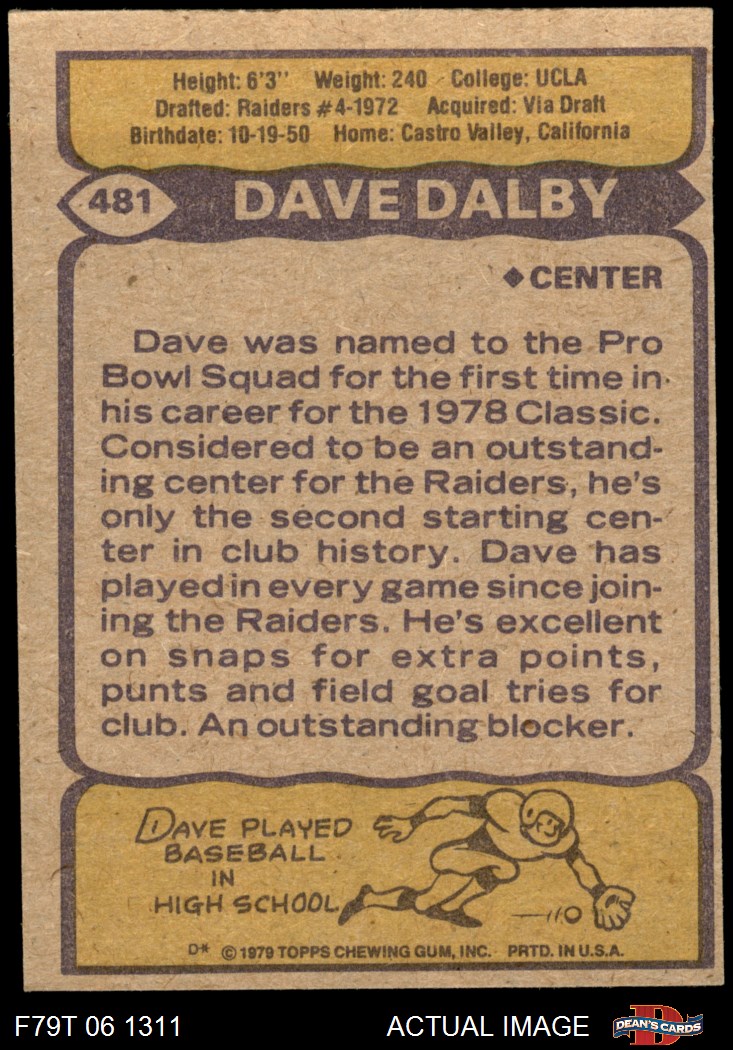 Height: 6'3" Weight: 240 College: UCLA
Drafted: Raiders #4-1972 Acquired: Via Draft
Birthdate: 10-19-50 Home: Castro Valley, California
481 DAVE DALBY
◆CENTER
Dave was named to the Pro
Bowl Squad for the first time in
his career for the 1978 Classic.
Considered to be an outstand-
ing center for the Raiders, he's
only the second starting cen-
ter in club history. Dave has
played in every game since join-
ing the Raiders. He's excellent
on snaps for extra points,
punts and field goal tries for
club. An outstanding blocker.
DAVE PLAYED
BASEBALL
IN
HIGH SCHOOL
D* © 1979 TOPPS CHEWING GUM, INC. PRTD. IN U.S.A.
F79T 06 1311 ACTUAL IMAGE D DEAN'S CARDS